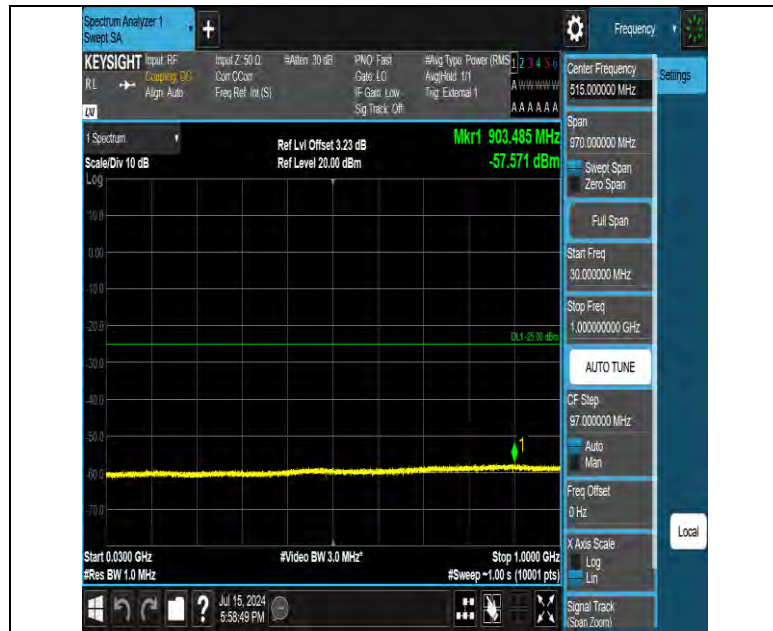 Spectrum Analyzer 1
Swept SA
+
Frequency
KEYSIGHT
RL
LXI
Input: RF
Coupling: DC
Align: Auto
Input Z: 50 Ω
Corr CCorr
Freq Ref: Int (S)
#Atten: 30 dB
PNO: Fast
Gate: LO
IF Gain: Low
Sig Track: Off
#Avg Type: Power (RMS
Avg|Hold: 1/1
Trig: External 1
1 2 3 4 5 6
A W W W W W
A A A A A A
Settings
1 Spectrum
Scale/Div 10 dB
Log
Ref Lvl Offset 3.23 dB
Ref Level 20.00 dBm
Mkr1 903.485 MHz
-57.571 dBm
10.0
0.00
-10.0
-20.0
-30.0
-40.0
-50.0
-60.0
-70.0
DL1 -25.00 dBm
1
Start 0.0300 GHz
#Res BW 1.0 MHz
#Video BW 3.0 MHz*
Stop 1.0000 GHz
#Sweep ~1.00 s (10001 pts)
Center Frequency
515.000000 MHz
Span
970.000000 MHz
Swept Span
Zero Span
Full Span
Start Freq
30.000000 MHz
Stop Freq
1.000000000 GHz
AUTO TUNE
CF Step
97.000000 MHz
Auto
Man
Freq Offset
0 Hz
X Axis Scale
Log
Lin
Signal Track
(Span Zoom)
Local
?
Jul 15, 2024
5:58:49 PM